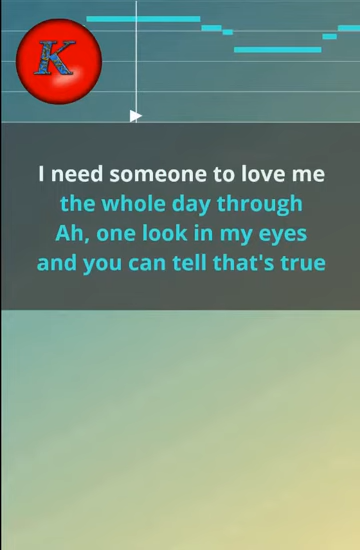 K
I need someone to love me
the whole day through
Ah, one look in my eyes
and you can tell that's true